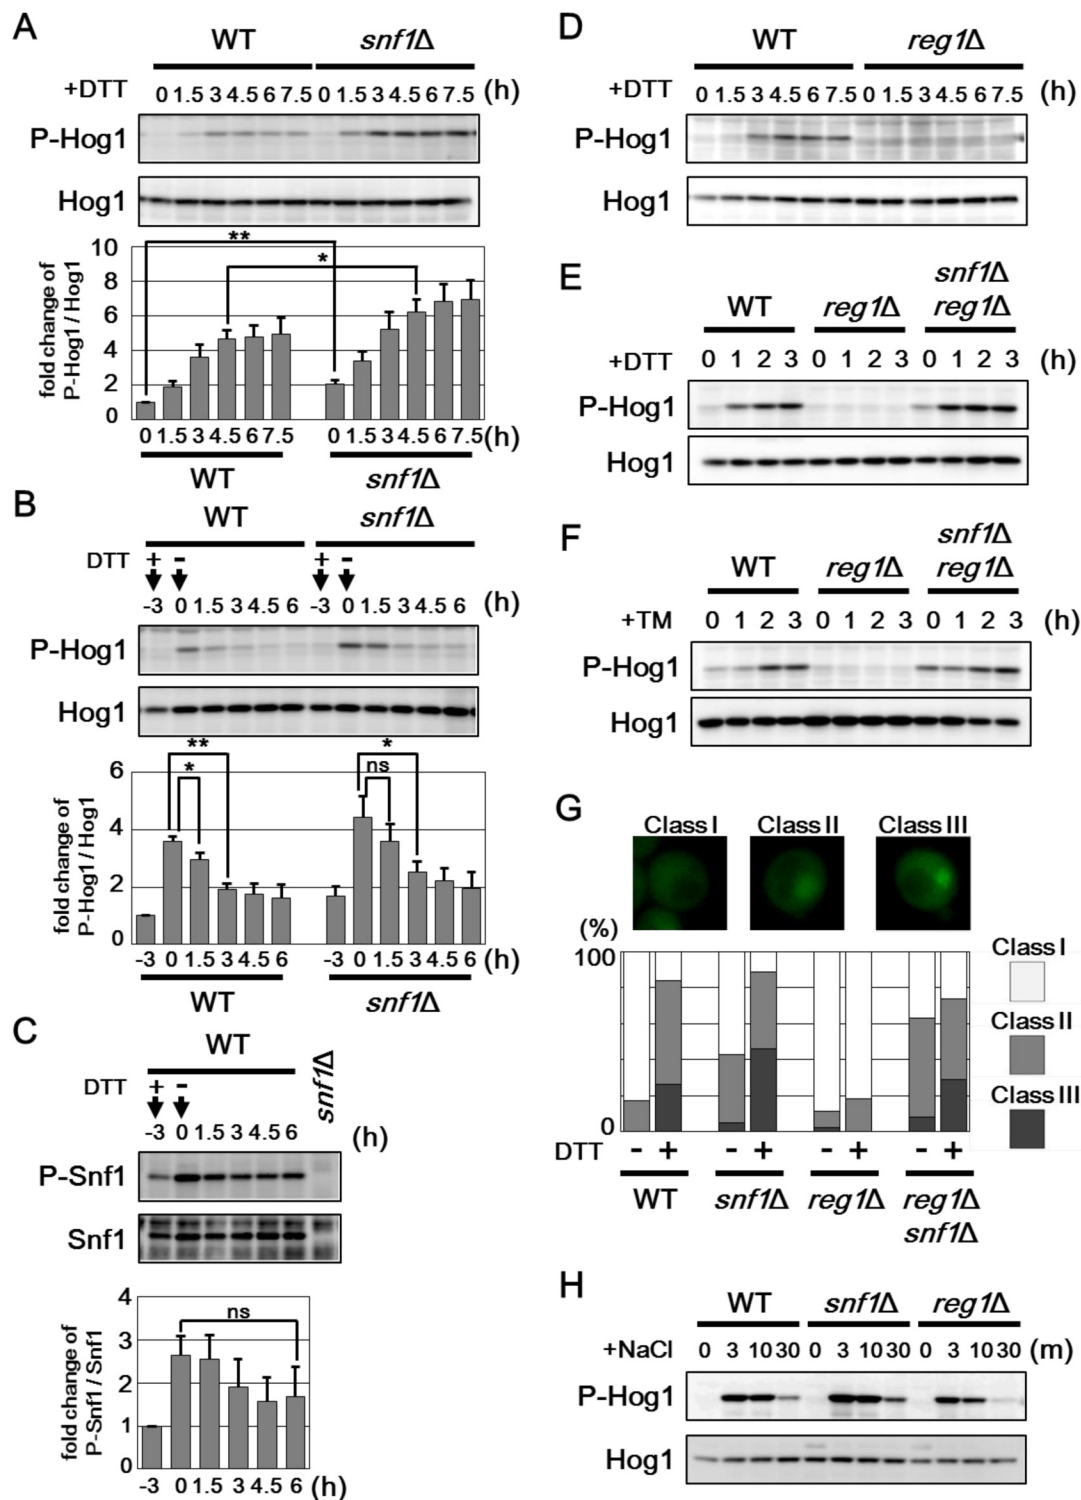 A
WT snf1Δ
+DTT 0 1.5 3 4.5 6 7.5 0 1.5 3 4.5 6 7.5 (h)
P-Hog1
Hog1
fold change of
P-Hog1 / Hog1
10
8
6
4
2
0
**
*
0 1.5 3 4.5 6 7.5 0 1.5 3 4.5 6 7.5 (h)
WT snf1Δ
B
WT snf1Δ
DTT + - + -
-3 0 1.5 3 4.5 6 -3 0 1.5 3 4.5 6 (h)
P-Hog1
Hog1
fold change of
P-Hog1 / Hog1
6
4
2
0
**
*
*
ns
-3 0 1.5 3 4.5 6 -3 0 1.5 3 4.5 6 (h)
WT snf1Δ
C
WT snf1Δ
DTT + -
-3 0 1.5 3 4.5 6 (h)
P-Snf1
Snf1
fold change of
P-Snf1 / Snf1
4
3
2
1
0
ns
-3 0 1.5 3 4.5 6 (h)
D
WT reg1Δ
+DTT 0 1.5 3 4.5 6 7.5 0 1.5 3 4.5 6 7.5 (h)
P-Hog1
Hog1
E
snf1Δ
WT reg1Δ reg1Δ
+DTT 0 1 2 3 0 1 2 3 0 1 2 3 (h)
P-Hog1
Hog1
F
snf1Δ
WT reg1Δ reg1Δ
+TM 0 1 2 3 0 1 2 3 0 1 2 3 (h)
P-Hog1
Hog1
G
Class I Class II Class III
(%)
100
0
Class I
Class II
Class III
DTT - + - + - + - +
WT snf1Δ reg1Δ reg1Δ
snf1Δ
H
WT snf1Δ reg1Δ
+NaCl 0 3 10 30 0 3 10 30 0 3 10 30 (m)
P-Hog1
Hog1